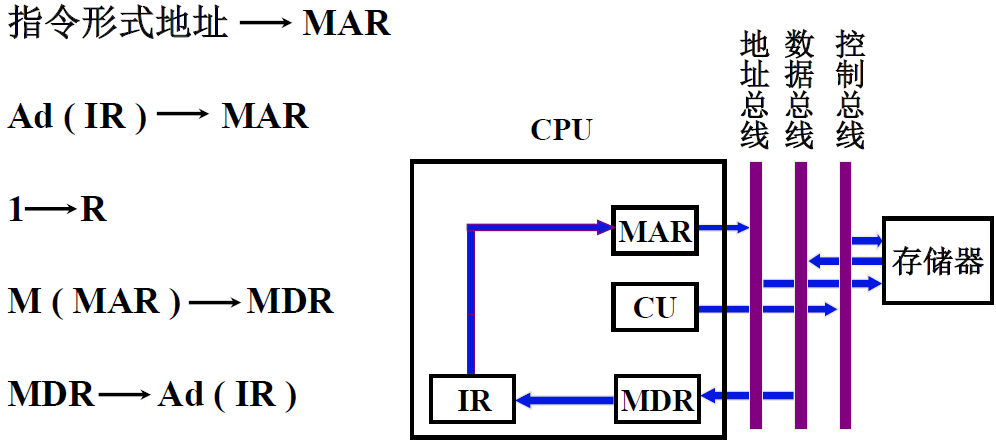 指令形式地址 → MAR
Ad ( IR ) → MAR
1 → R
M ( MAR ) → MDR
MDR → Ad ( IR )
CPU
地址总线
数据总线
控制总线
MAR
CU
IR
MDR
存储器